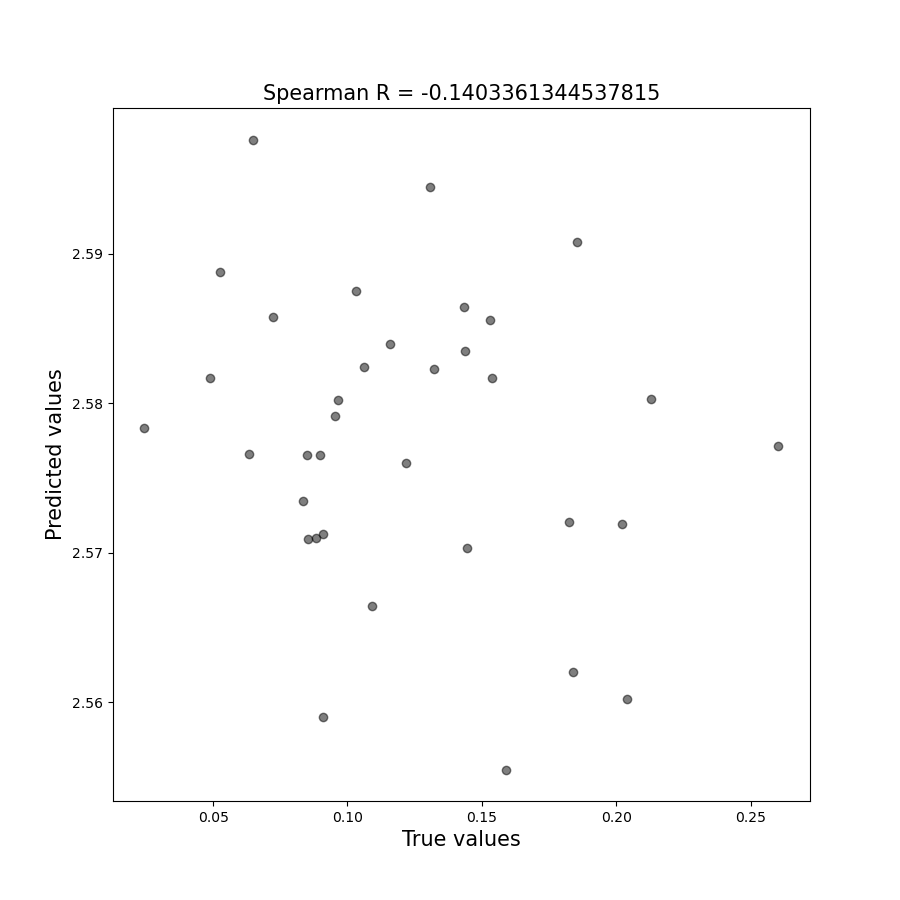 Spearman R = -0.1403361344537815
2.59
2.58
2.57
2.56
Predicted values
0.05 0.10 0.15 0.20 0.25
True values